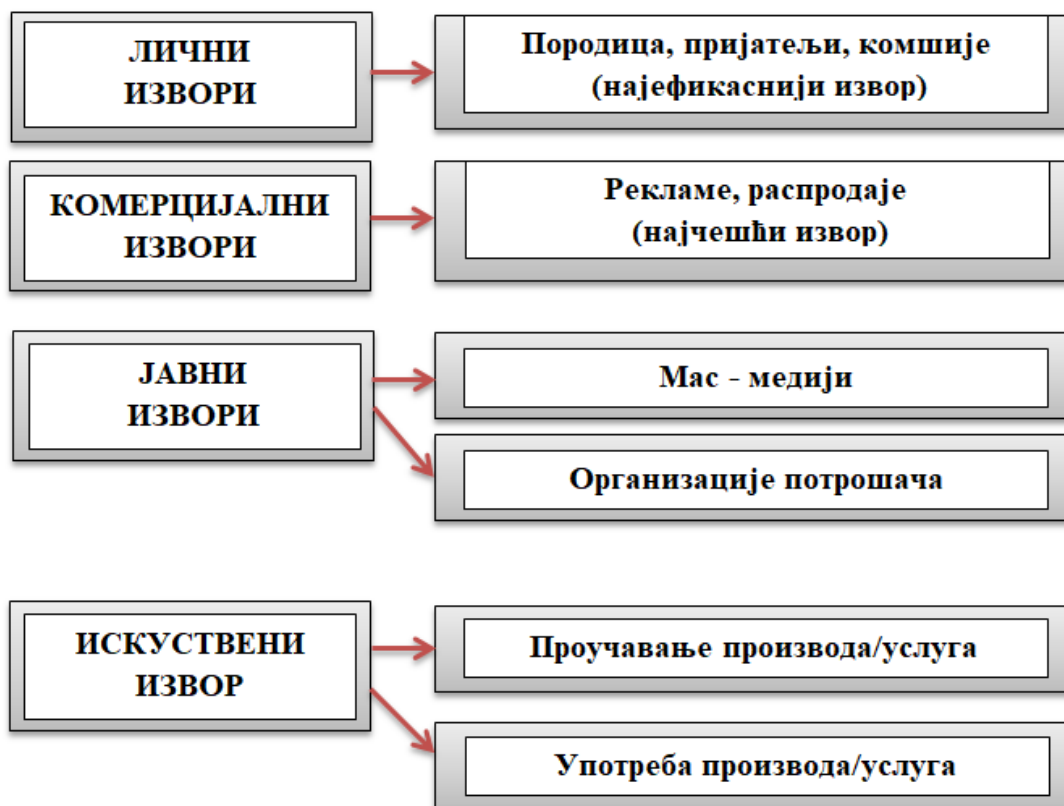 ЛИЧНИ
ИЗВОРИ
Породица, пријатељи, комшије
(најефикаснији извор)
КОМЕРЦИЈАЛНИ
ИЗВОРИ
Рекламе, распродаје
(најчешћи извор)
ЈАВНИ
ИЗВОРИ
Мас - медији
Организације потрошача
ИСКУСТВЕНИ
ИЗВОР
Проучавање производа/услуга
Употреба производа/услуга